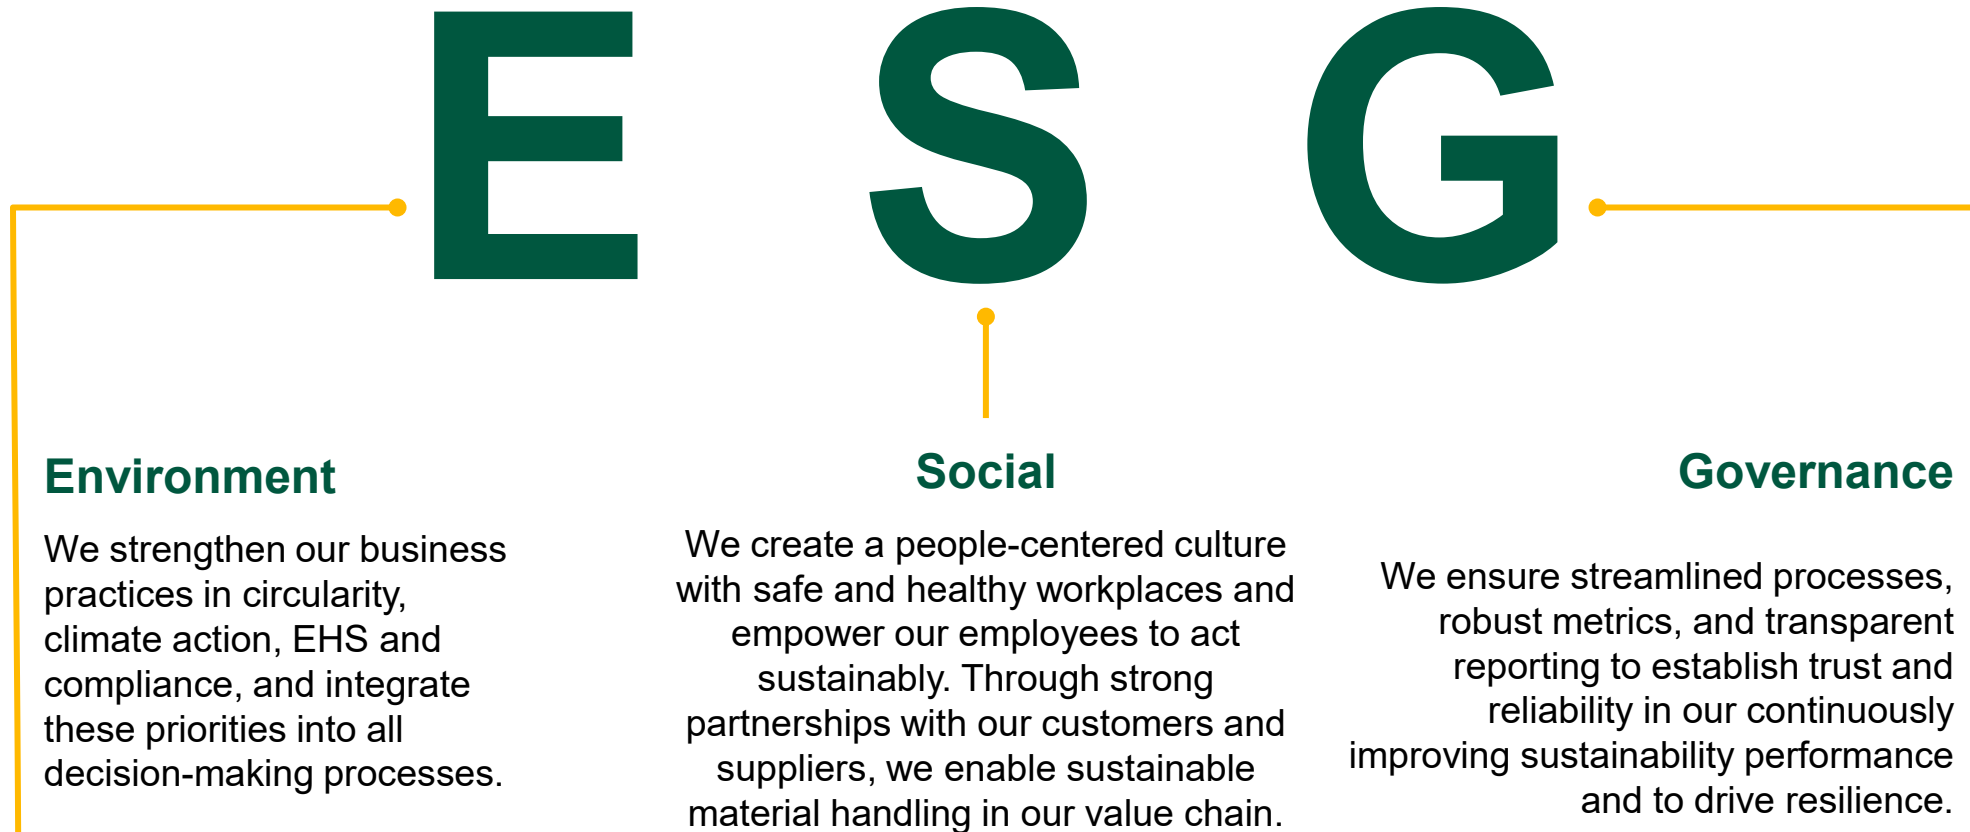 E S G
Environment
We strengthen our business
practices in circularity,
climate action, EHS and
compliance, and integrate
these priorities into all
decision-making processes.
Social
We create a people-centered culture
with safe and healthy workplaces and
empower our employees to act
sustainably. Through strong
partnerships with our customers and
suppliers, we enable sustainable
material handling in our value chain.
Governance
We ensure streamlined processes,
robust metrics, and transparent
reporting to establish trust and
reliability in our continuously
improving sustainability performance
and to drive resilience.